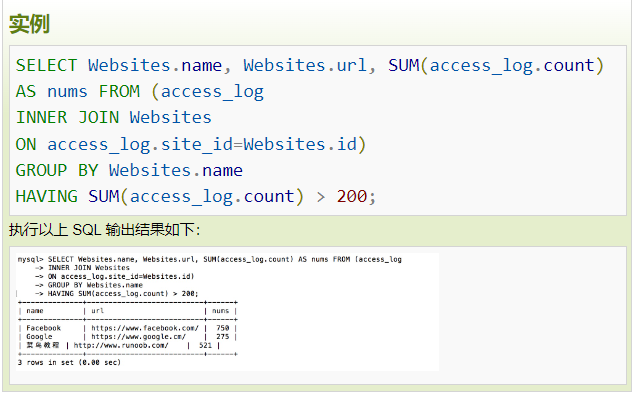 实例
SELECT Websites.name, Websites.url, SUM(access_log.count)
AS nums FROM (access_log
INNER JOIN Websites
ON access_log.site_id=Websites.id)
GROUP BY Websites.name
HAVING SUM(access_log.count) > 200;
执行以上 SQL 输出结果如下：
mysql> SELECT Websites.name, Websites.url, SUM(access_log.count) AS nums FROM (access_log
    -> INNER JOIN Websites
    -> ON access_log.site_id=Websites.id)
    -> GROUP BY Websites.name
    -> HAVING SUM(access_log.count) > 200;
+--------------+---------------------------+------+
| name         | url                       | nums |
+--------------+---------------------------+------+
| Facebook     | https://www.facebook.com/ |  750 |
| Google       | https://www.google.cm/    |  275 |
| 菜鸟教程 | http://www.runoob.com/    |  521 |
+--------------+---------------------------+------+
3 rows in set (0.00 sec)